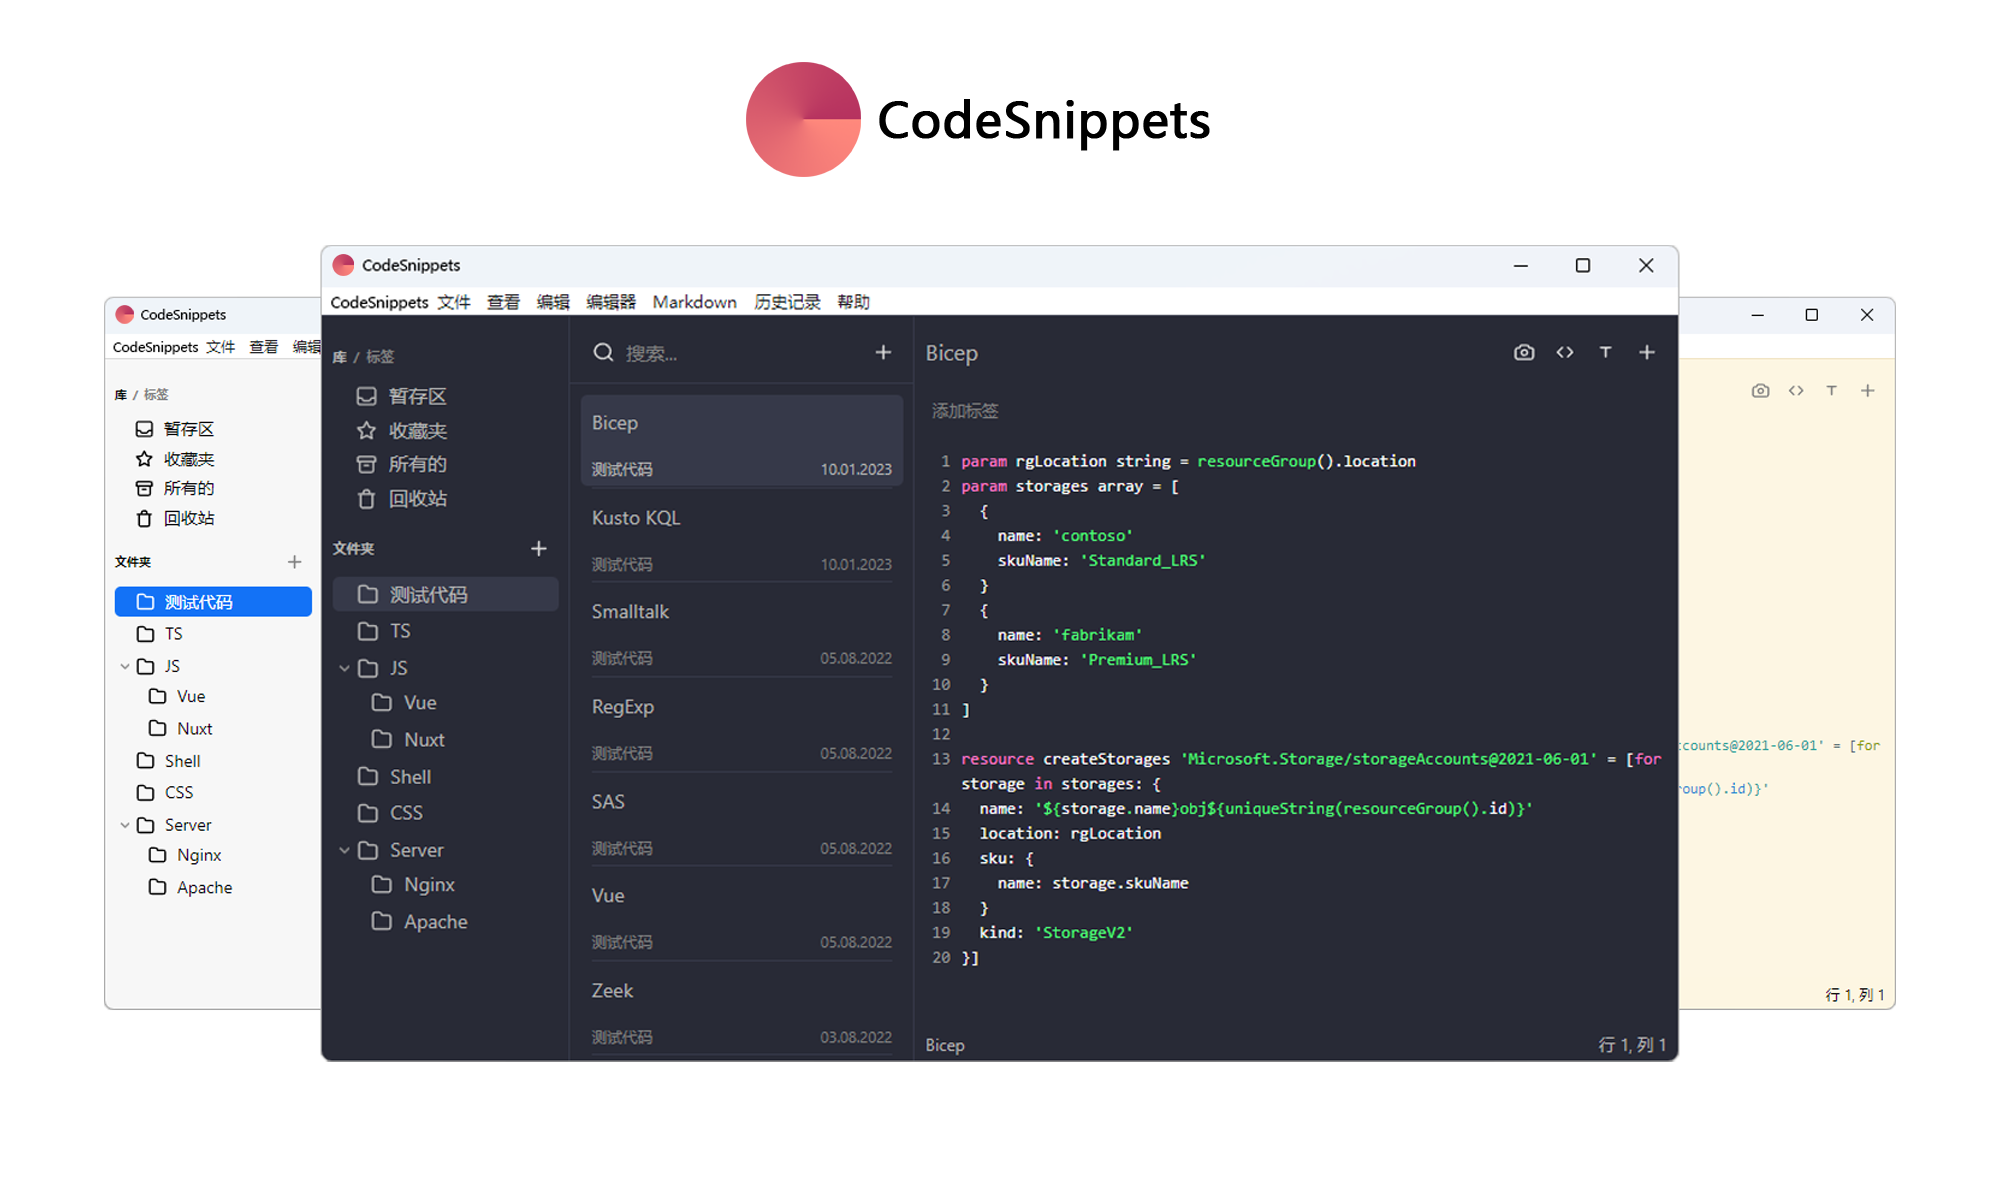 CodeSnippets
CodeSnippets
CodeSnippets 文件 查看 编辑
库 / 标签
暂存区
收藏夹
所有的
回收站
文件夹
测试代码
TS
JS
Vue
Nuxt
Shell
CSS
Server
Nginx
Apache
CodeSnippets
CodeSnippets 文件 查看 编辑 编辑器 Markdown 历史记录 帮助
库 / 标签
暂存区
收藏夹
所有的
回收站
文件夹
测试代码
TS
JS
Vue
Nuxt
Shell
CSS
Server
Nginx
Apache
搜索...
Bicep
测试代码 10.01.2023
Kusto KQL
测试代码 10.01.2023
Smalltalk
测试代码 05.08.2022
RegExp
测试代码 05.08.2022
SAS
测试代码 05.08.2022
Vue
测试代码 05.08.2022
Zeek
测试代码 03.08.2022
Bicep
添加标签
1 param rgLocation string = resourceGroup().location
2 param storages array = [
3 {
4 name: 'contoso'
5 skuName: 'Standard_LRS'
6 }
7 {
8 name: 'fabrikam'
9 skuName: 'Premium_LRS'
10 }
11 ]
12
13 resource createStorages 'Microsoft.Storage/storageAccounts@2021-06-01' = [for
storage in storages: {
14 name: '${storage.name}obj${uniqueString(resourceGroup().id)}'
15 location: rgLocation
16 sku: {
17 name: storage.skuName
18 }
19 kind: 'StorageV2'
20 }]
Bicep 行 1, 列 1
counts@2021-06-01' = [for
oup().id)}'
行 1, 列 1